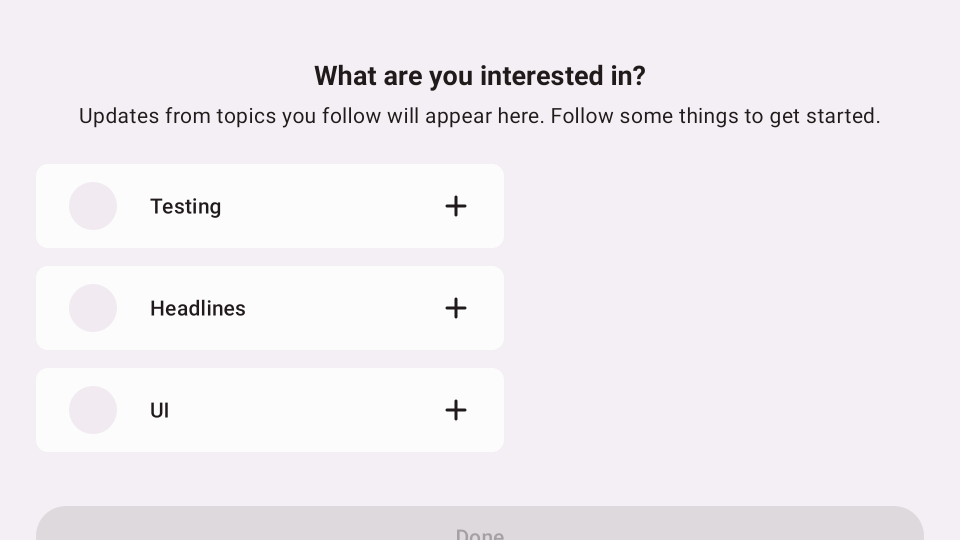 What are you interested in?
Updates from topics you follow will appear here. Follow some things to get started.
Testing
Headlines
UI
Done